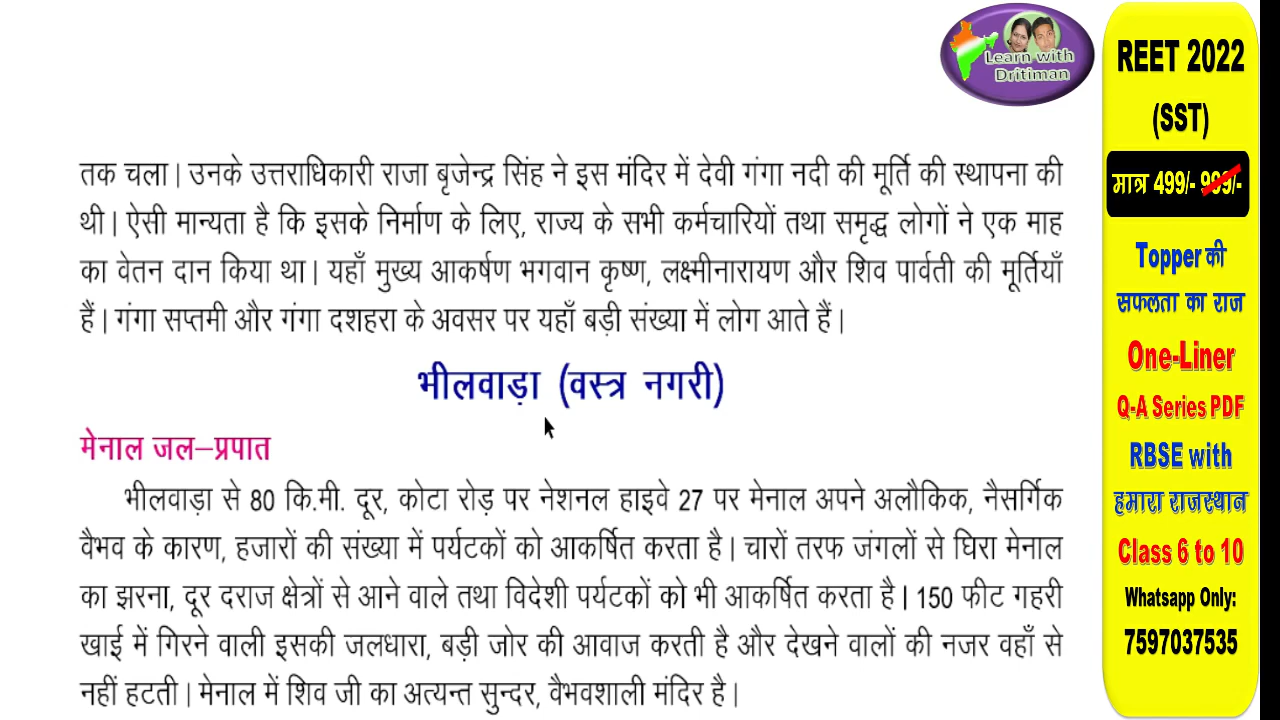 Learn with
Dritiman
तक चला। उनके उत्तराधिकारी राजा बृजेन्द्र सिंह ने इस मंदिर में देवी गंगा नदी की मूर्ति की स्थापना की
थी। ऐसी मान्यता है कि इसके निर्माण के लिए, राज्य के सभी कर्मचारियों तथा समृद्ध लोगों ने एक माह
का वेतन दान किया था। यहाँ मुख्य आकर्षण भगवान कृष्ण, लक्ष्मीनारायण और शिव पार्वती की मूर्तियाँ
हैं। गंगा सप्तमी और गंगा दशहरा के अवसर पर यहाँ बड़ी संख्या में लोग आते हैं।
भीलवाड़ा (वस्त्र नगरी)
मेनाल जल–प्रपात
भीलवाड़ा से 80 कि.मी. दूर, कोटा रोड़ पर नेशनल हाइवे 27 पर मेनाल अपने अलौकिक, नैसर्गिक
वैभव के कारण, हजारों की संख्या में पर्यटकों को आकर्षित करता है। चारों तरफ जंगलों से घिरा मेनाल
का झरना, दूर दराज क्षेत्रों से आने वाले तथा विदेशी पर्यटकों को भी आकर्षित करता है। 150 फीट गहरी
खाई में गिरने वाली इसकी जलधारा, बड़ी जोर की आवाज करती है और देखने वालों की नजर वहाँ से
नहीं हटती। मेनाल में शिव जी का अत्यन्त सुन्दर, वैभवशाली मंदिर है।
REET 2022
(SST)
मात्र 499/- 999/-
Topper की
सफलता का राज
One-Liner
Q-A Series PDF
RBSE with
हमारा राजस्थान
Class 6 to 10
Whatsapp Only:
7597037535